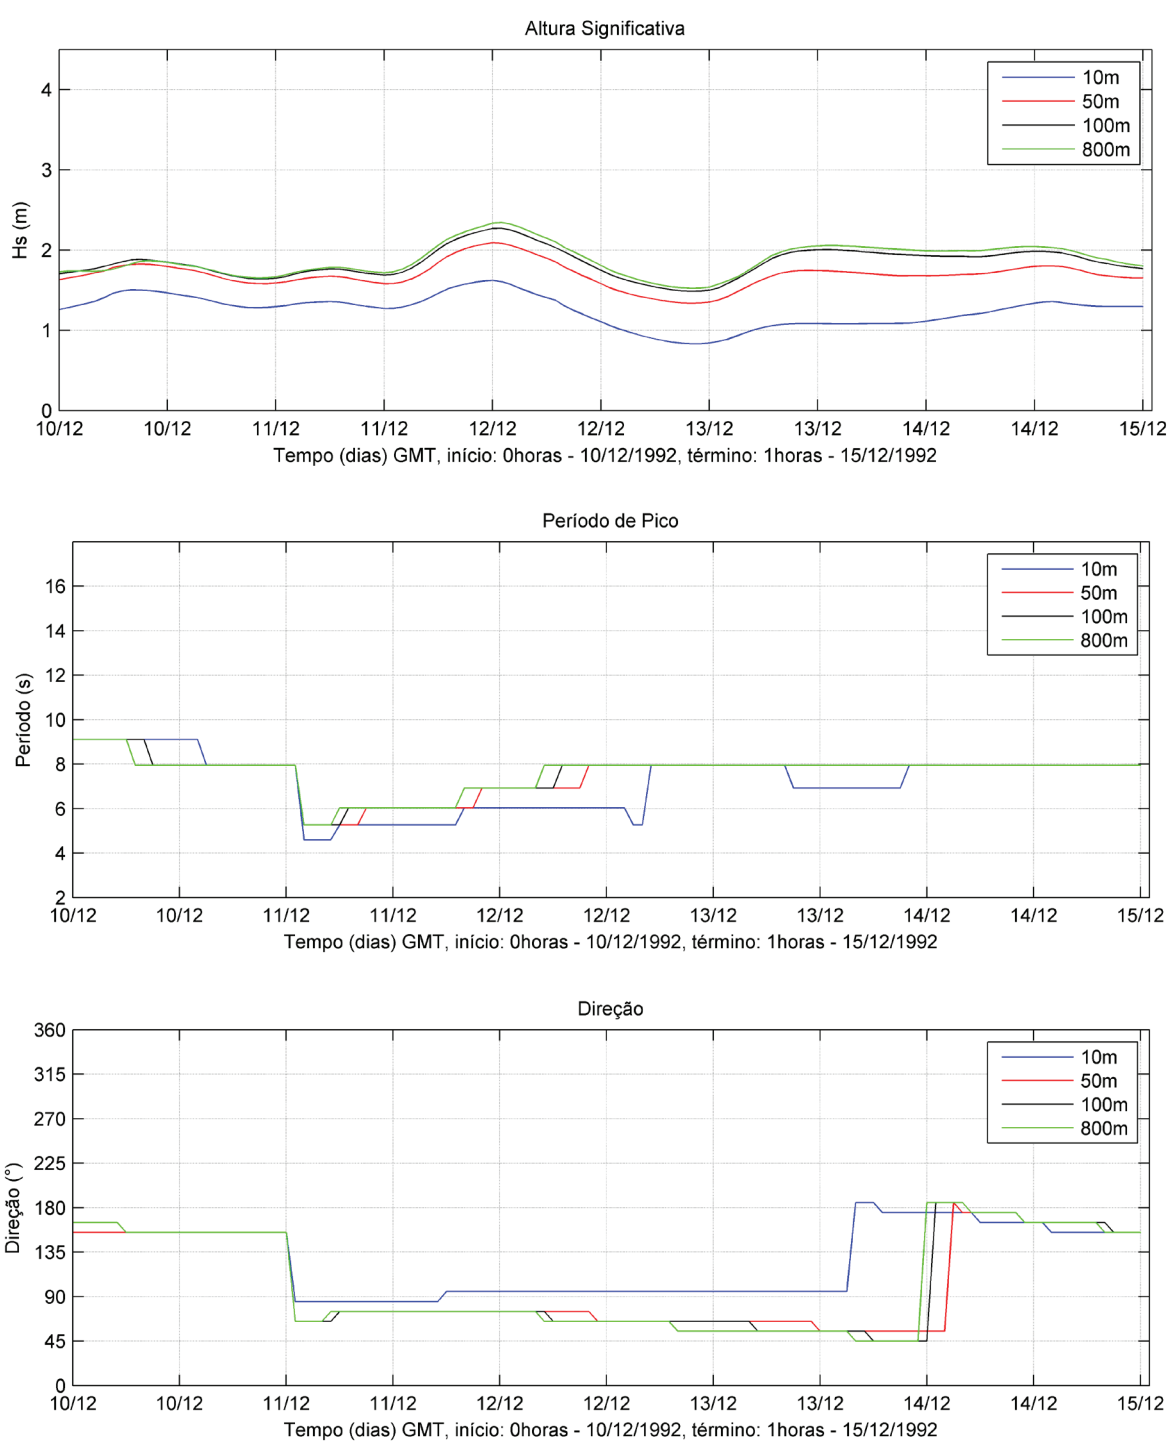 Altura Significativa
10m
50m
100m
800m
4
3
2
1
0
Hs (m)
10/12 10/12 11/12 11/12 12/12 12/12 13/12 13/12 14/12 14/12 15/12
Tempo (dias) GMT, início: 0horas - 10/12/1992, término: 1horas - 15/12/1992
Período de Pico
10m
50m
100m
800m
16
14
12
10
8
6
4
2
Período (s)
10/12 10/12 11/12 11/12 12/12 12/12 13/12 13/12 14/12 14/12 15/12
Tempo (dias) GMT, início: 0horas - 10/12/1992, término: 1horas - 15/12/1992
Direção
10m
50m
100m
800m
360
315
270
225
180
135
90
45
0
Direção (°)
10/12 10/12 11/12 11/12 12/12 12/12 13/12 13/12 14/12 14/12 15/12
Tempo (dias) GMT, início: 0horas - 10/12/1992, término: 1horas - 15/12/1992